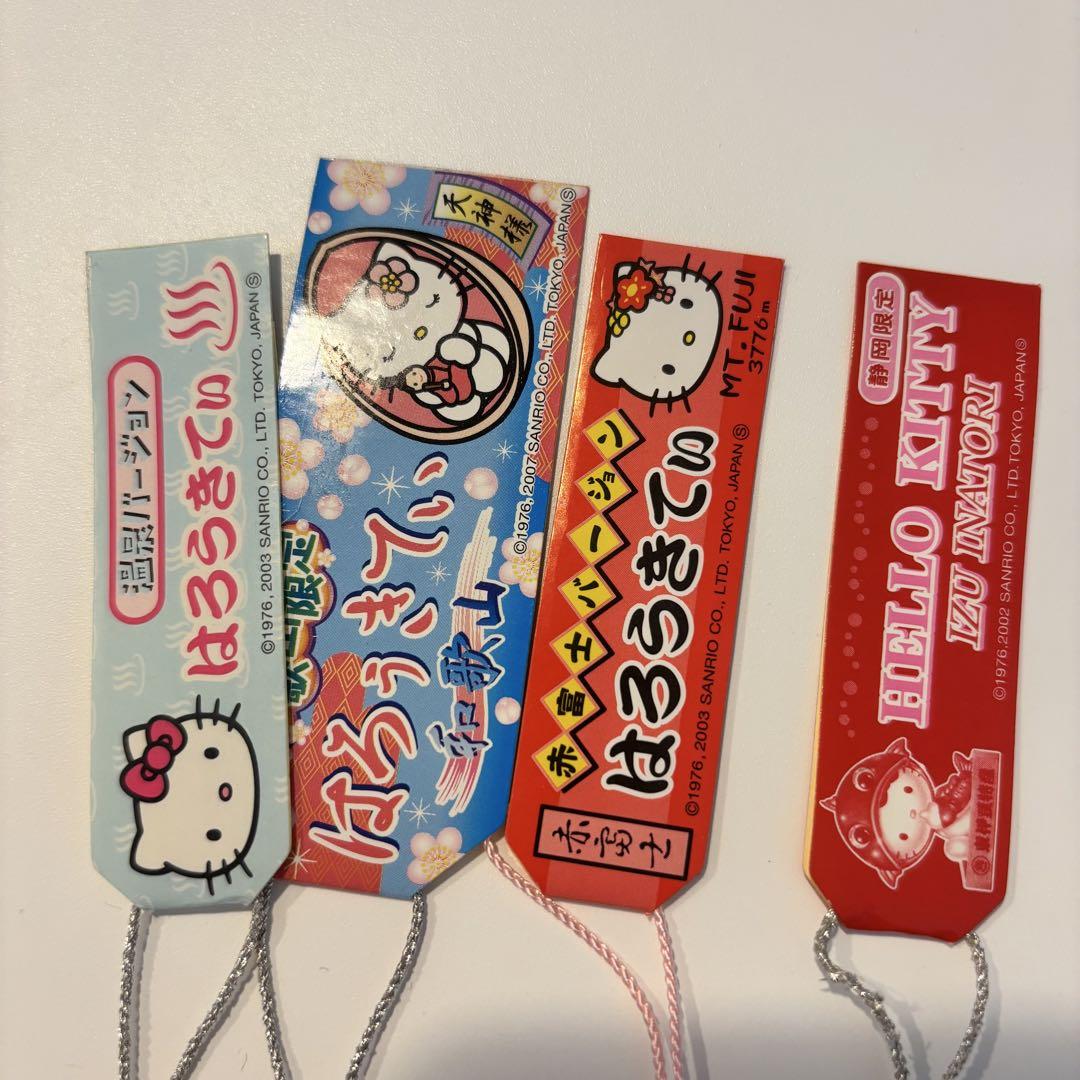 温泉バージョン
はろうきてぃ
©1976, 2003 SANRIO CO., LTD. TOKYO, JAPAN Ⓢ
天神様
限定
はろうきてぃ
和歌山
©1976, 2007 SANRIO CO., LTD. TOKYO, JAPAN Ⓢ
MT. FUJI
37776m
赤富士バージョン
はろうきてぃ
©1976, 2003 SANRIO CO., LTD. TOKYO, JAPAN Ⓢ
赤富士
静岡限定
HELLO KITTY
IZU INATORI
©1976,2002 SANRIO CO.,LTD.TOKYO,JAPAN Ⓢ